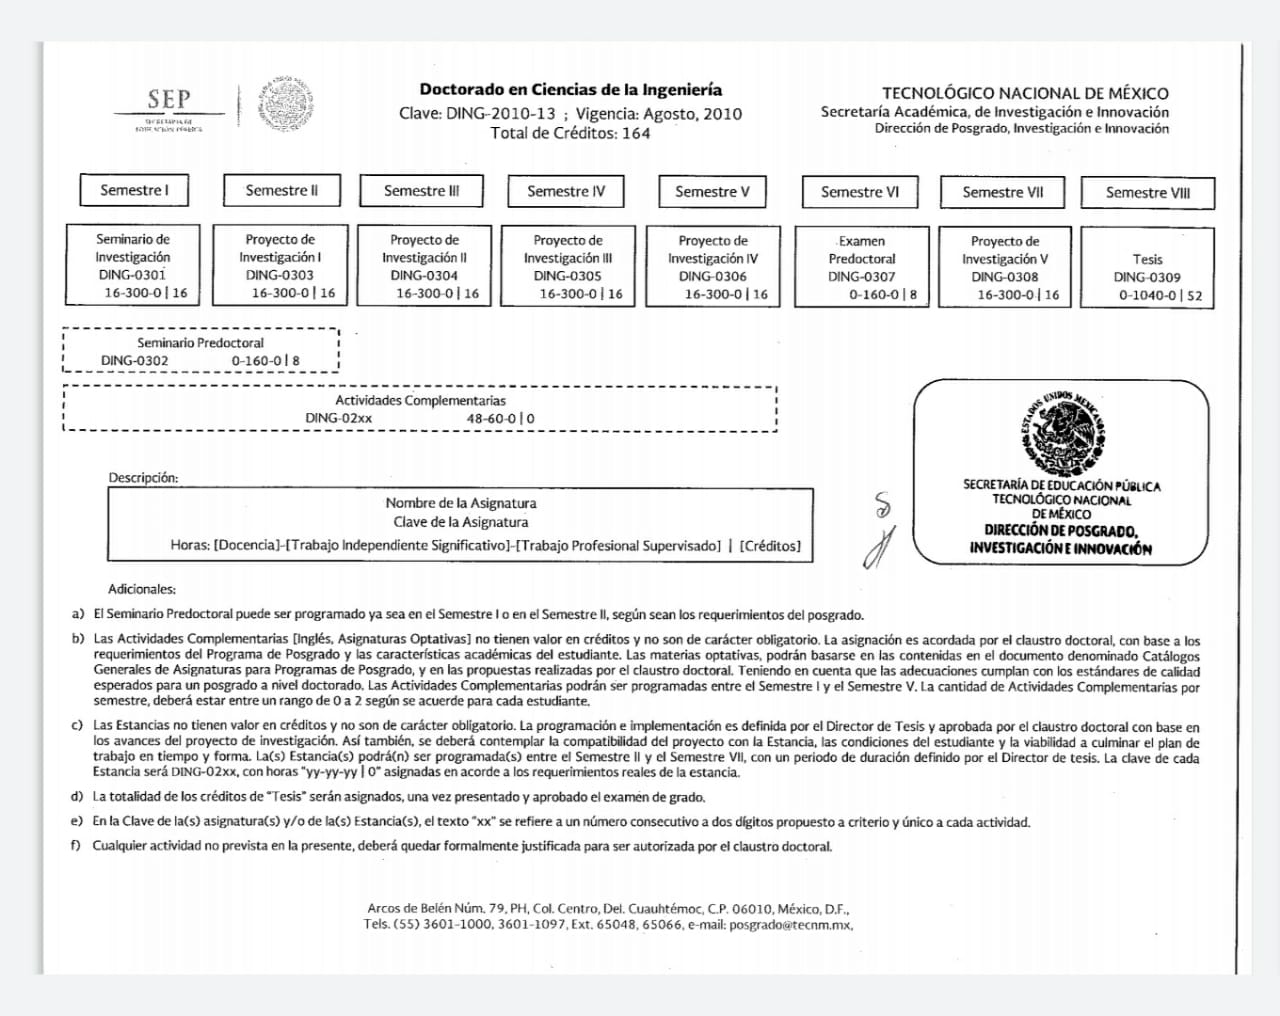 SEP
SECRETARÍA DE
EDUCACIÓN PÚBLICA
Doctorado en Ciencias de la Ingeniería
Clave: DING-2010-13 ; Vigencia: Agosto, 2010
Total de Créditos: 164
TECNOLÓGICO NACIONAL DE MÉXICO
Secretaría Académica, de Investigación e Innovación
Dirección de Posgrado, Investigación e Innovación
Semestre I
Semestre II
Semestre III
Semestre IV
Semestre V
Semestre VI
Semestre VII
Semestre VIII
Seminario de
Investigación
DING-0301
16-300-0 | 16
Proyecto de
Investigación I
DING-0303
16-300-0 | 16
Proyecto de
Investigación II
DING-0304
16-300-0 | 16
Proyecto de
Investigación III
DING-0305
16-300-0 | 16
Proyecto de
Investigación IV
DING-0306
16-300-0 | 16
Examen
Predoctoral
DING-0307
0-160-0 | 8
Proyecto de
Investigación V
DING-0308
16-300-0 | 16
Tesis
DING-0309
0-1040-0 | 52
Seminario Predoctoral
DING-0302 0-160-0 | 8
Actividades Complementarias
DING-02xx 48-60-0 | 0
Descripción:
Nombre de la Asignatura
Clave de la Asignatura
Horas: [Docencia]-[Trabajo Independiente Significativo]-[Trabajo Profesional Supervisado] | [Créditos]
ESTADOS UNIDOS MEXICANOS
SECRETARÍA DE EDUCACIÓN PÚBLICA
TECNOLÓGICO NACIONAL
DE MÉXICO
DIRECCIÓN DE POSGRADO,
INVESTIGACIÓN E INNOVACIÓN
Adicionales:
a) El Seminario Predoctoral puede ser programado ya sea en el Semestre I o en el Semestre II, según sean los requerimientos del posgrado.
b) Las Actividades Complementarias [Inglés, Asignaturas Optativas] no tienen valor en créditos y no son de carácter obligatorio. La asignación es acordada por el claustro doctoral, con base a los
requerimientos del Programa de Posgrado y las características académicas del estudiante. Las materias optativas, podrán basarse en las contenidas en el documento denominado Catálogos
Generales de Asignaturas para Programas de Posgrado, y en las propuestas realizadas por el claustro doctoral. Teniendo en cuenta que las adecuaciones cumplan con los estándares de calidad
esperados para un posgrado a nivel doctorado. Las Actividades Complementarias podrán ser programadas entre el Semestre I y el Semestre V. La cantidad de Actividades Complementarias por
semestre, deberá estar entre un rango de 0 a 2 según se acuerde para cada estudiante.
c) Las Estancias no tienen valor en créditos y no son de carácter obligatorio. La programación e implementación es definida por el Director de Tesis y aprobada por el claustro doctoral con base en
los avances del proyecto de investigación. Así también, se deberá contemplar la compatibilidad del proyecto con la Estancia, las condiciones del estudiante y la viabilidad a culminar el plan de
trabajo en tiempo y forma. La(s) Estancia(s) podrá(n) ser programada(s) entre el Semestre II y el Semestre VII, con un periodo de duración definido por el Director de tesis. La clave de cada
Estancia será DING-02xx, con horas "yy-yy-yy | 0" asignadas en acorde a los requerimientos reales de la estancia.
d) La totalidad de los créditos de "Tesis" serán asignados, una vez presentado y aprobado el examen de grado.
e) En la Clave de la(s) asignatura(s) y/o de la(s) Estancia(s), el texto "xx" se refiere a un número consecutivo a dos dígitos propuesto a criterio y único a cada actividad.
f) Cualquier actividad no prevista en la presente, deberá quedar formalmente justificada para ser autorizada por el claustro doctoral.
Arcos de Belén Núm. 79, PH, Col. Centro, Del. Cuauhtémoc, C.P. 06010, México, D.F.,
Tels. (55) 3601-1000, 3601-1097, Ext. 65048, 65066, e-mail: posgrado@tecnm.mx,